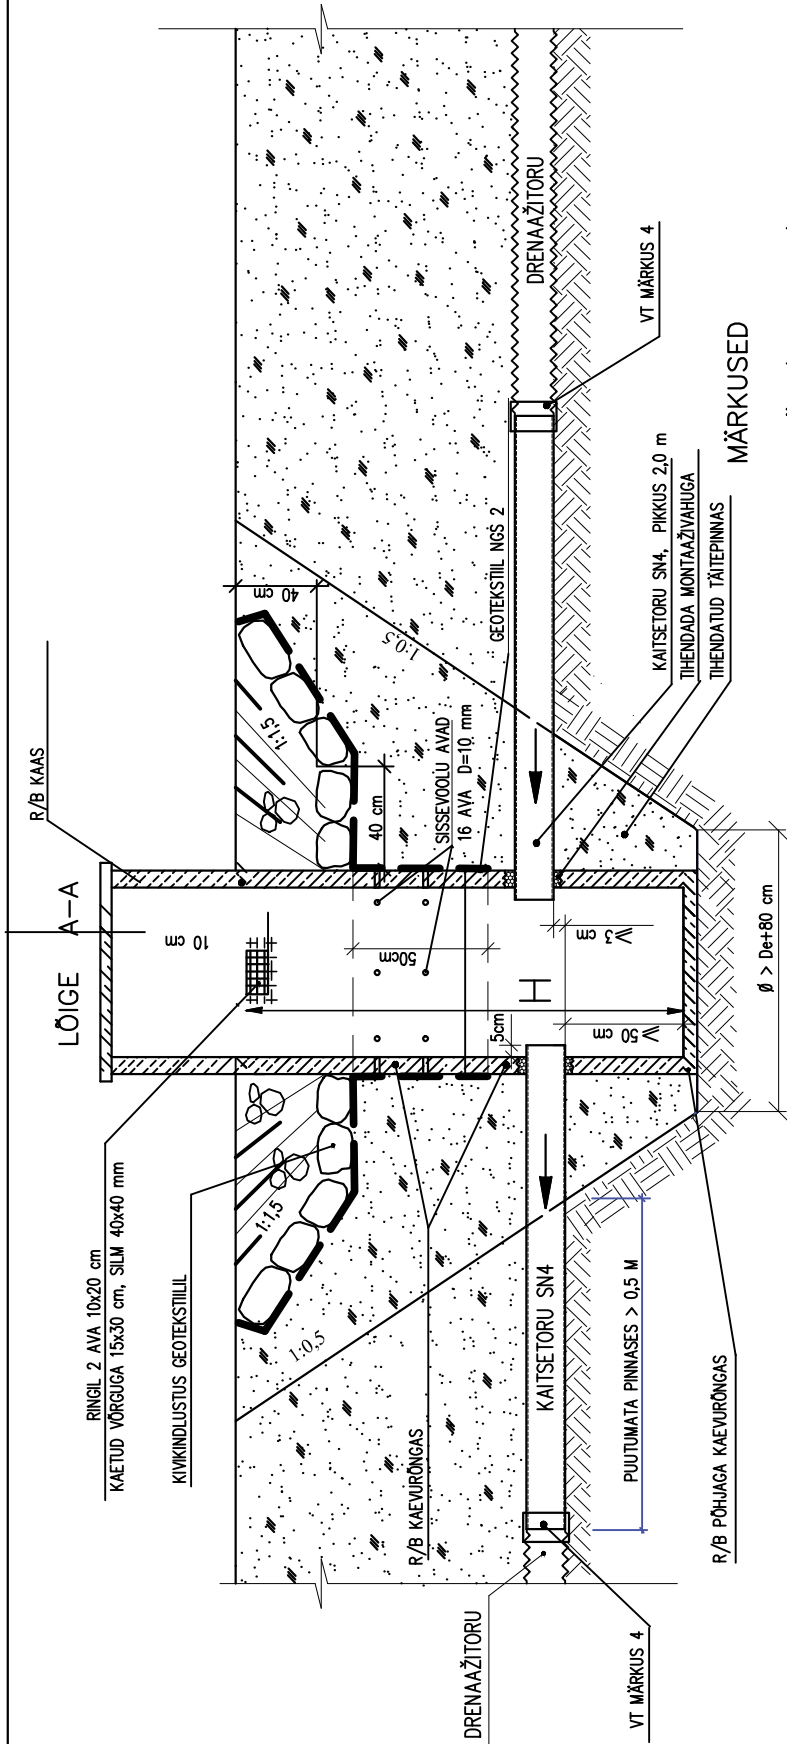 LÕIGE A-A
R/B KAAS
RINGIL 2 AVA 10x20 cm
KAETUD VÕRGUGA 15x30 cm, SILM 40x40 mm
KIVIKINDLUSTUS GEOTEKSTIILIL
1:1,5
1:1,5
10 cm
40 cm
40 cm
1:0,5
1:0,5
50cm
SISSEVOOLU AVAD
16 AVA D=10 mm
GEOTEKSTIIL NGS 2
R/B KAEVURÕNGAS
5cm
H
⩾3 cm
⩾ 50 cm
DRENAAŽITORU
DRENAAŽITORU
KAITSETORU SN4
VT MÄRKUS 4
VT MÄRKUS 4
KAITSETORU SN4, PIKKUS 2,0 m
TIHENDADA MONTAAŽIVAHUGA
TIHENDATUD TÄITEPINNAS
PUUTUMATA PINNASES > 0,5 M
R/B PÕHJAGA KAEVURÕNGAS
Ø > De+80 cm
MÄRKUSED